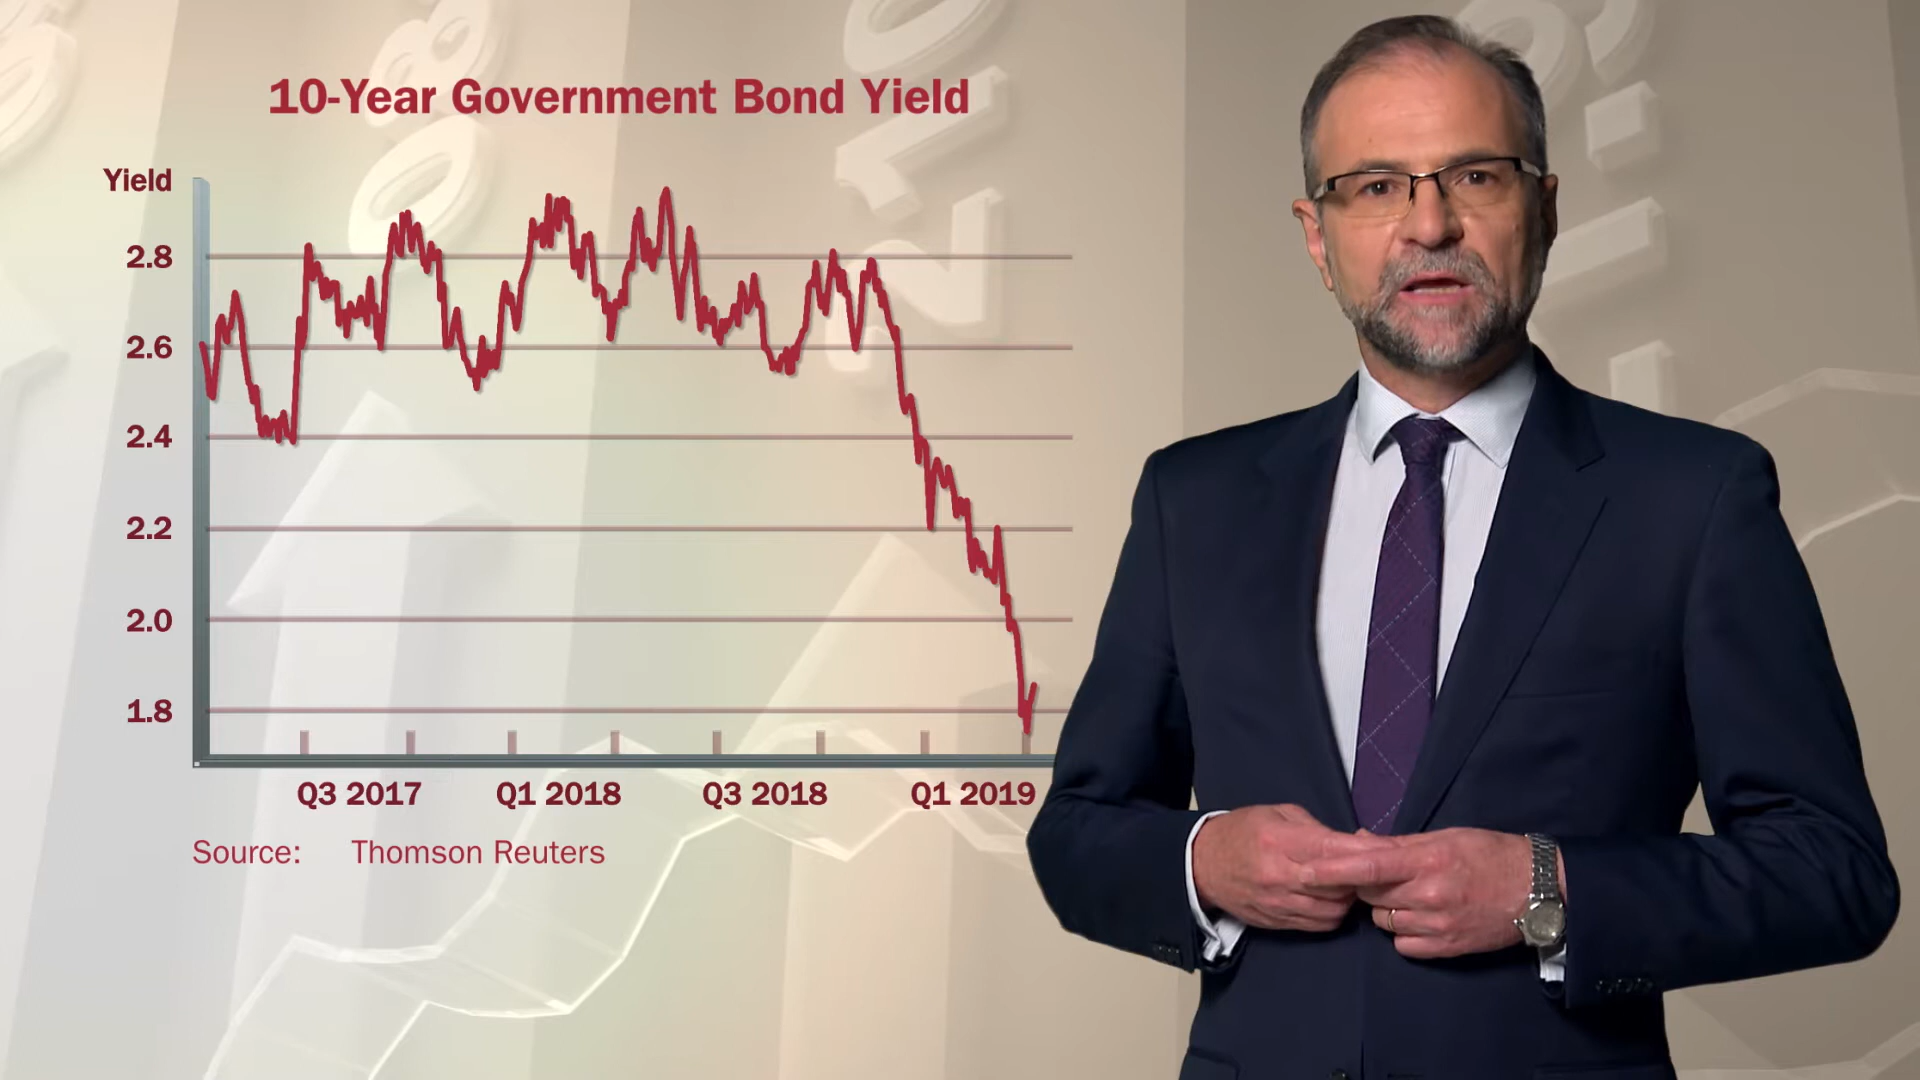 10-Year Government Bond Yield
Yield
2.8
2.6
2.4
2.2
2.0
1.8
Q3 2017 Q1 2018 Q3 2018 Q1 2019
Source: Thomson Reuters